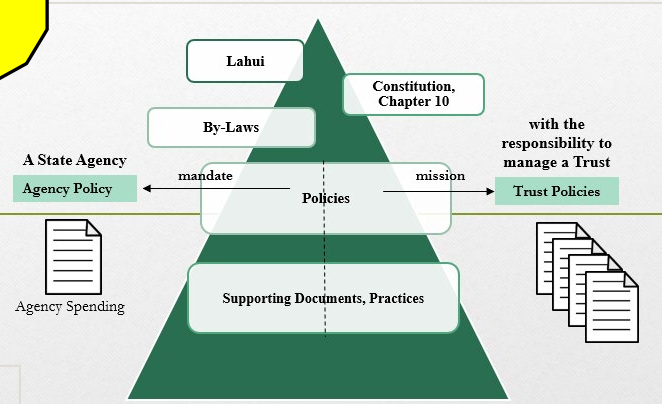 Lahui
Constitution,
Chapter 10
By-Laws
with the
responsibility to
manage a Trust
A State Agency
mandate
mission
Agency Policy
Policies
Trust Policies
Supporting Documents, Practices
Agency Spending